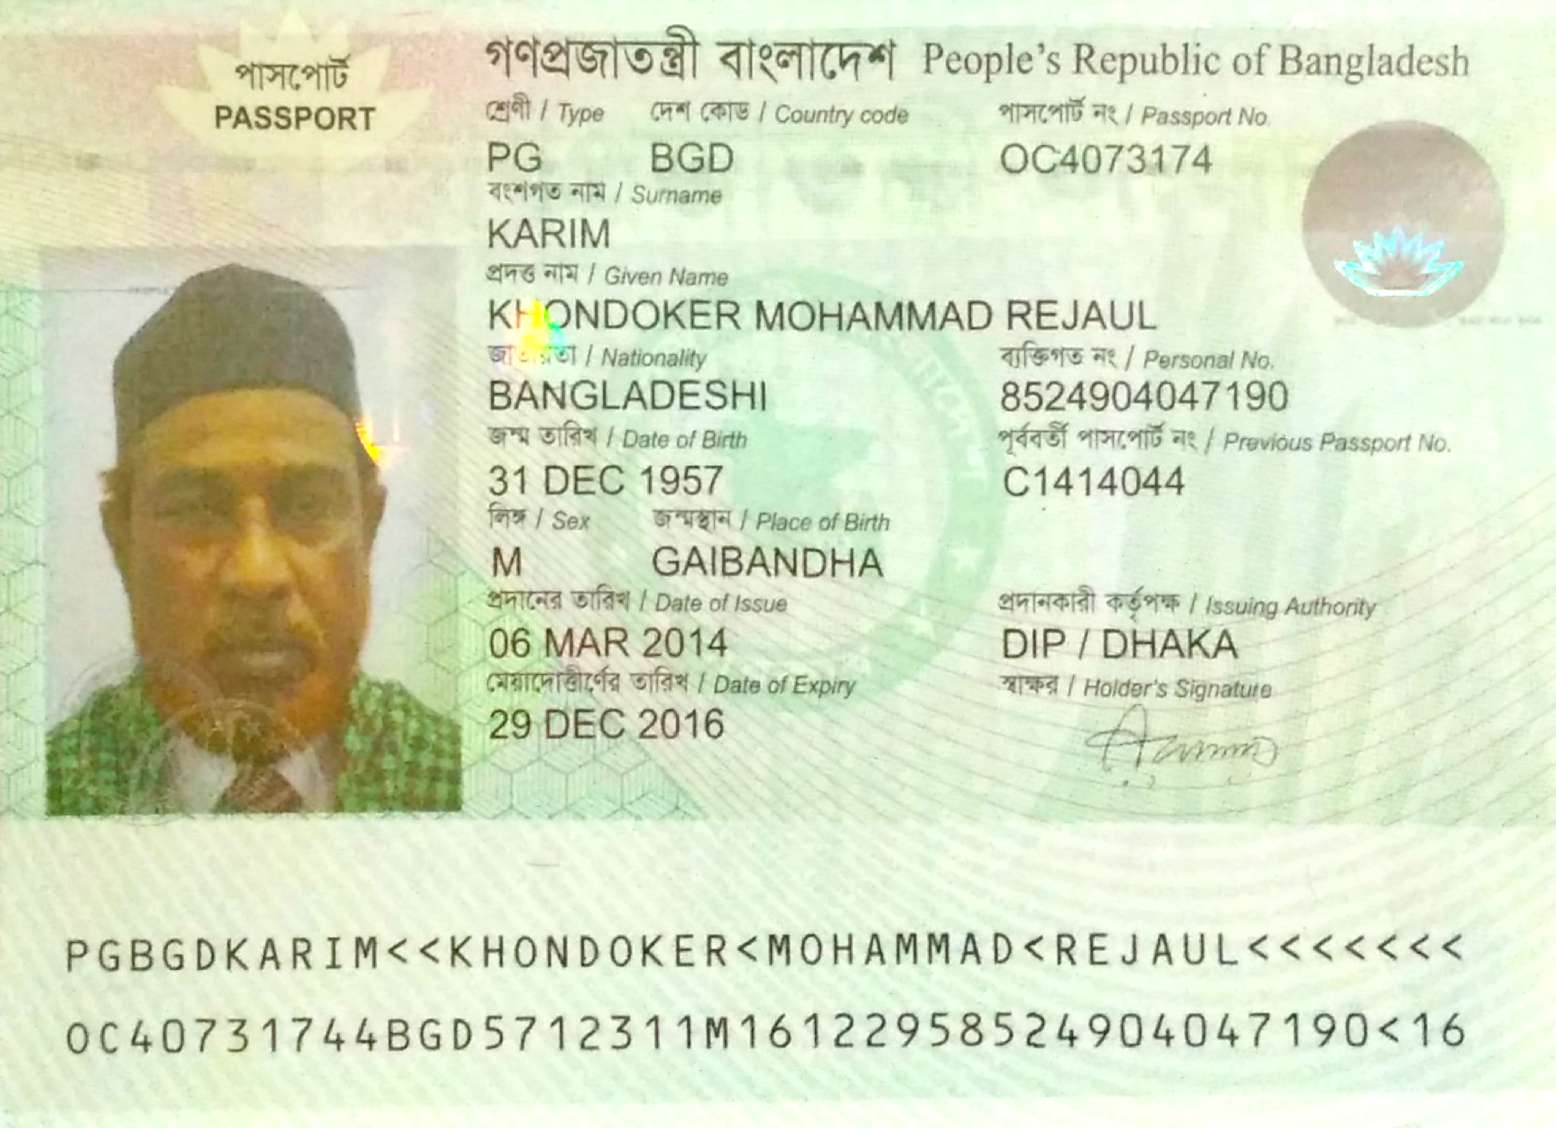 পাসপোর্ট
PASSPORT
গণপ্রজাতন্ত্রী বাংলাদেশ People's Republic of Bangladesh
শ্রেণী / Type দেশ কোড / Country code পাসপোর্ট নং / Passport No.
PG BGD OC4073174
বংশগত নাম / Surname
KARIM
প্রদত্ত নাম / Given Name
KHONDOKER MOHAMMAD REJAUL
জাতীয়তা / Nationality ব্যক্তিগত নং / Personal No.
BANGLADESHI 8524904047190
জন্ম তারিখ / Date of Birth পূর্ববর্তী পাসপোর্ট নং / Previous Passport No.
31 DEC 1957 C1414044
লিঙ্গ / Sex জন্মস্থান / Place of Birth
M GAIBANDHA
প্রদানের তারিখ / Date of Issue প্রদানকারী কর্তৃপক্ষ / Issuing Authority
06 MAR 2014 DIP / DHAKA
মেয়াদোত্তীর্ণের তারিখ / Date of Expiry স্বাক্ষর / Holder's Signature
29 DEC 2016
PGBGDKARIM<<KHONDOKER<MOHAMMAD<REJAUL<<<<<<<
OC40731744BGD5712311M16122958524904047190<16